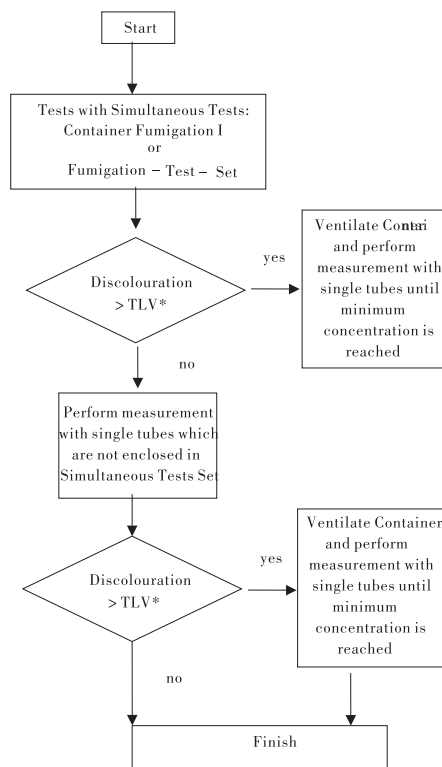 Start
Tests with Simultaneous Tests:
Container Fumigation I
or
Fumigation – Test – Set
Discolouration
> TLV*
yes
Ventilate
and perform
measurement with
single tubes until
minimum
concentration is
reached
no
Perform measurement
with single tubes which
are not enclosed in
Simultaneous Tests Set
Discolouration
> TLV*
yes
Ventilate Container
and perform
measurement with
single tubes until
minimum
concentration is
reached
no
Finish